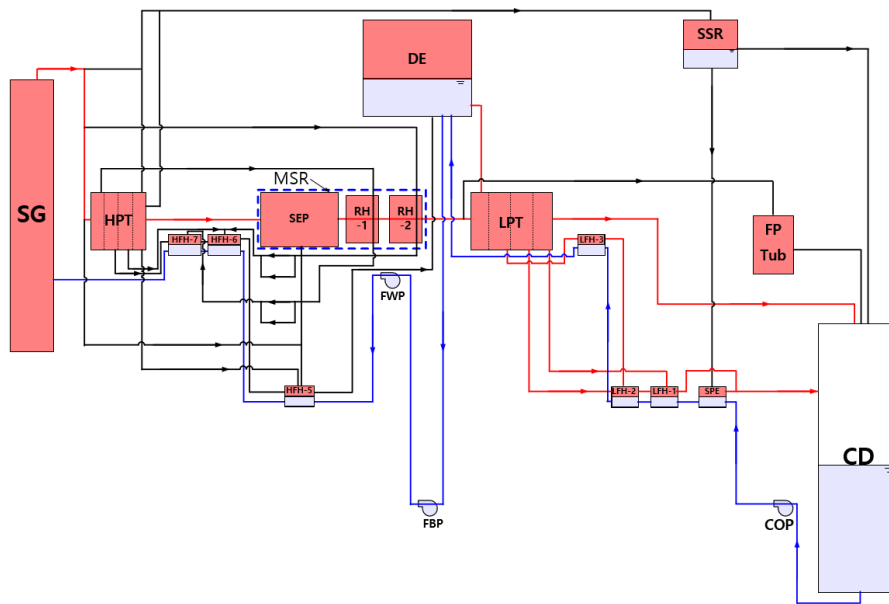 DE
SSR
SG
MSR
HPT
SEP
RH
-1
RH
-2
LPT
FP
Tub
HFH-7
HFH-6
LFH-3
FWP
HFH-5
LFH-2
LFH-1
SPE
CD
FBP
COP